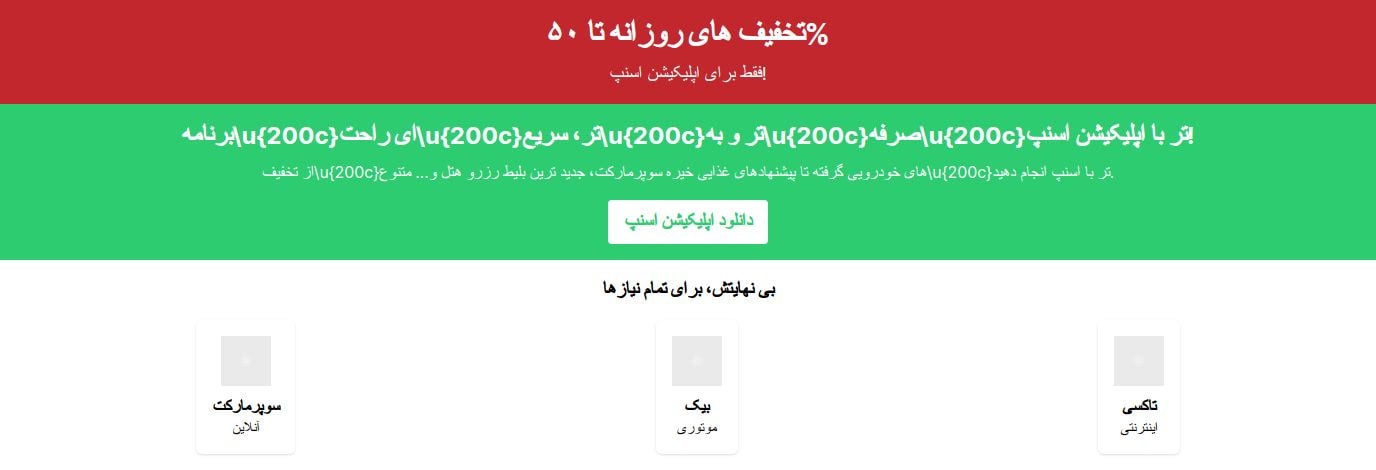 تخفیف های روزانه تا ۵۰%
فقط برای اپلیکیشن اسنپ!
برنامه\u{200c}ای راحت\u{200c}تر، سریع\u{200c}تر و به\u{200c}صرفه\u{200c}تر با اپلیکیشن اسنپ!
از تخفیف\u{200c}های خودرویی گرفته تا پیشنهادهای غذایی خیره سوپرمارکت، جدید ترین بلیط رزرو هتل و... متنوع\u{200c}تر با اسنپ انجام دهید.
دانلود اپلیکیشن اسنپ
بی نهایتش، برای تمام نیازها
تاکسی
اینترنتی
بیک
موتوری
سوپرمارکت
آنلاین